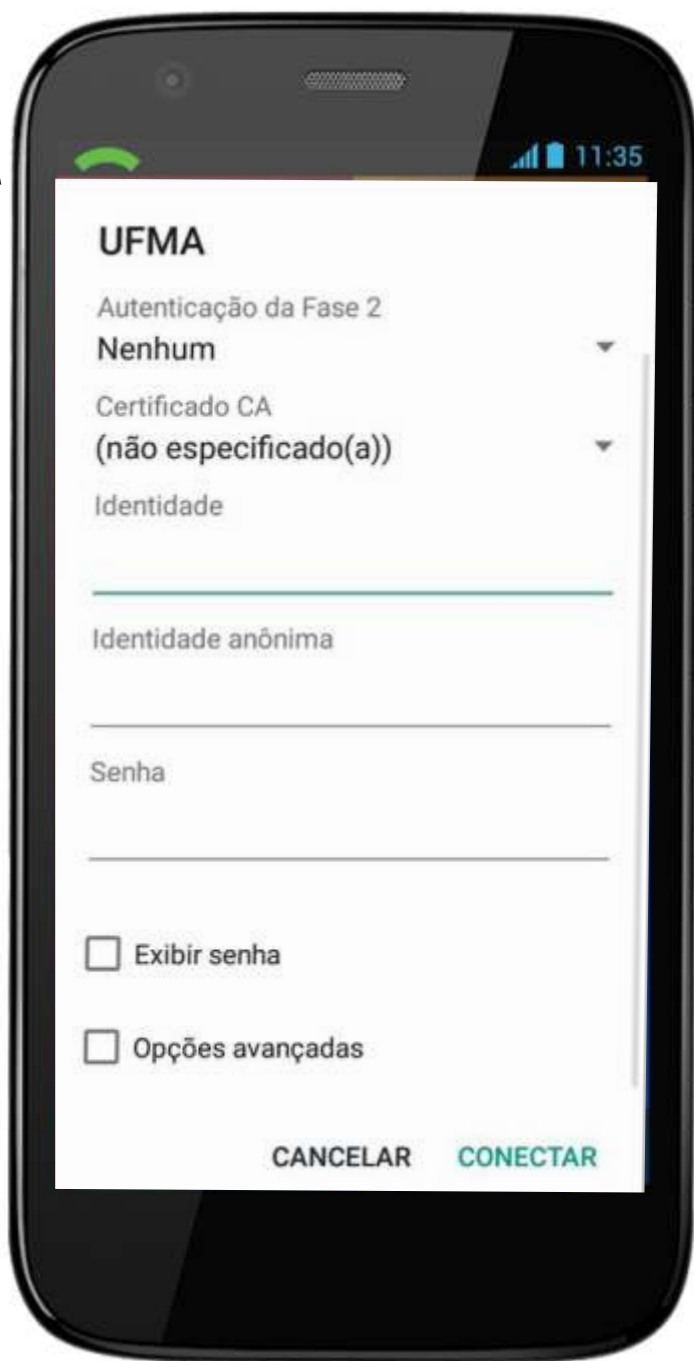 11:35
UFMA
Autenticação da Fase 2
Nenhum
Certificado CA
(não especificado(a))
Identidade
Identidade anônima
Senha
Exibir senha
Opções avançadas
CANCELAR CONECTAR